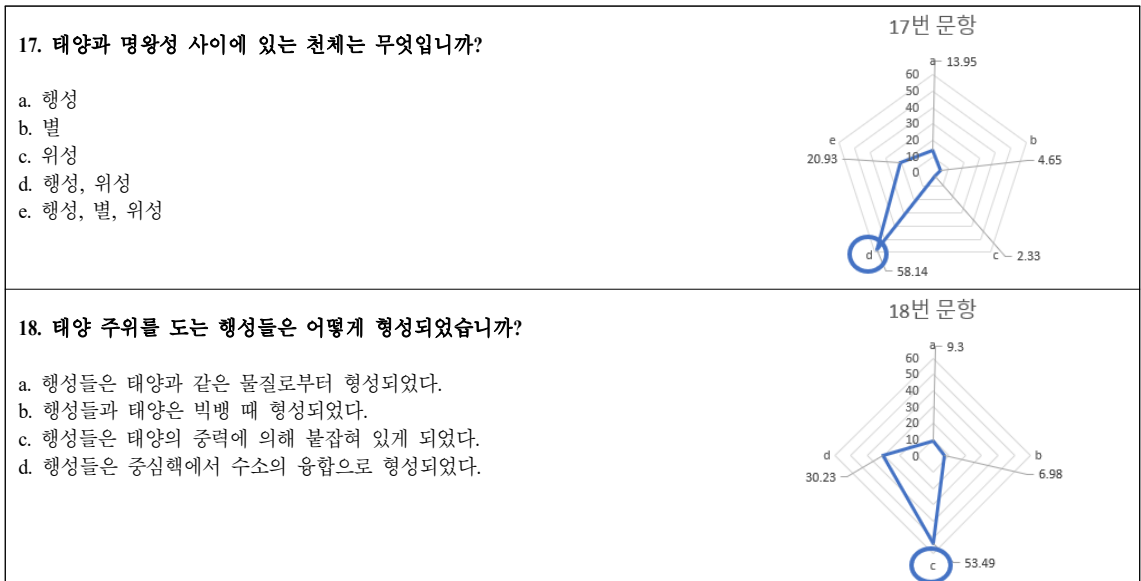 17. 태양과 명왕성 사이에 있는 천체는 무엇입니까?
a. 행성
b. 별
c. 위성
d. 행성, 위성
e. 행성, 별, 위성
17번 문항
a 13.95
60
50
40
30
20
10
0
e
20.93
b
4.65
d
58.14
c 2.33
18. 태양 주위를 도는 행성들은 어떻게 형성되었습니까?
a. 행성들은 태양과 같은 물질로부터 형성되었다.
b. 행성들과 태양은 빅뱅 때 형성되었다.
c. 행성들은 태양의 중력에 의해 붙잡혀 있게 되었다.
d. 행성들은 중심핵에서 수소의 융합으로 형성되었다.
18번 문항
a 9.3
60
50
40
30
20
10
0
d
30.23
b
6.98
c 53.49